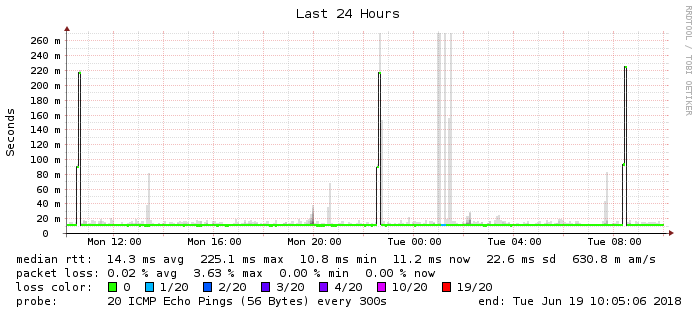 Last 24 Hours
RRDTOOL / TOBI OETIKER
Seconds
260 m
240 m
220 m
200 m
180 m
160 m
140 m
120 m
100 m
80 m
60 m
40 m
20 m
0
Mon 12:00 Mon 16:00 Mon 20:00 Tue 00:00 Tue 04:00 Tue 08:00
median rtt: 14.3 ms avg 225.1 ms max 10.8 ms min 11.2 ms now 22.6 ms sd 630.8 m am/s
packet loss: 0.02 % avg 3.63 % max 0.00 % min 0.00 % now
loss color: 0 1/20 2/20 3/20 4/20 10/20 19/20
probe: 20 ICMP Echo Pings (56 Bytes) every 300s end: Tue Jun 19 10:05:06 2018